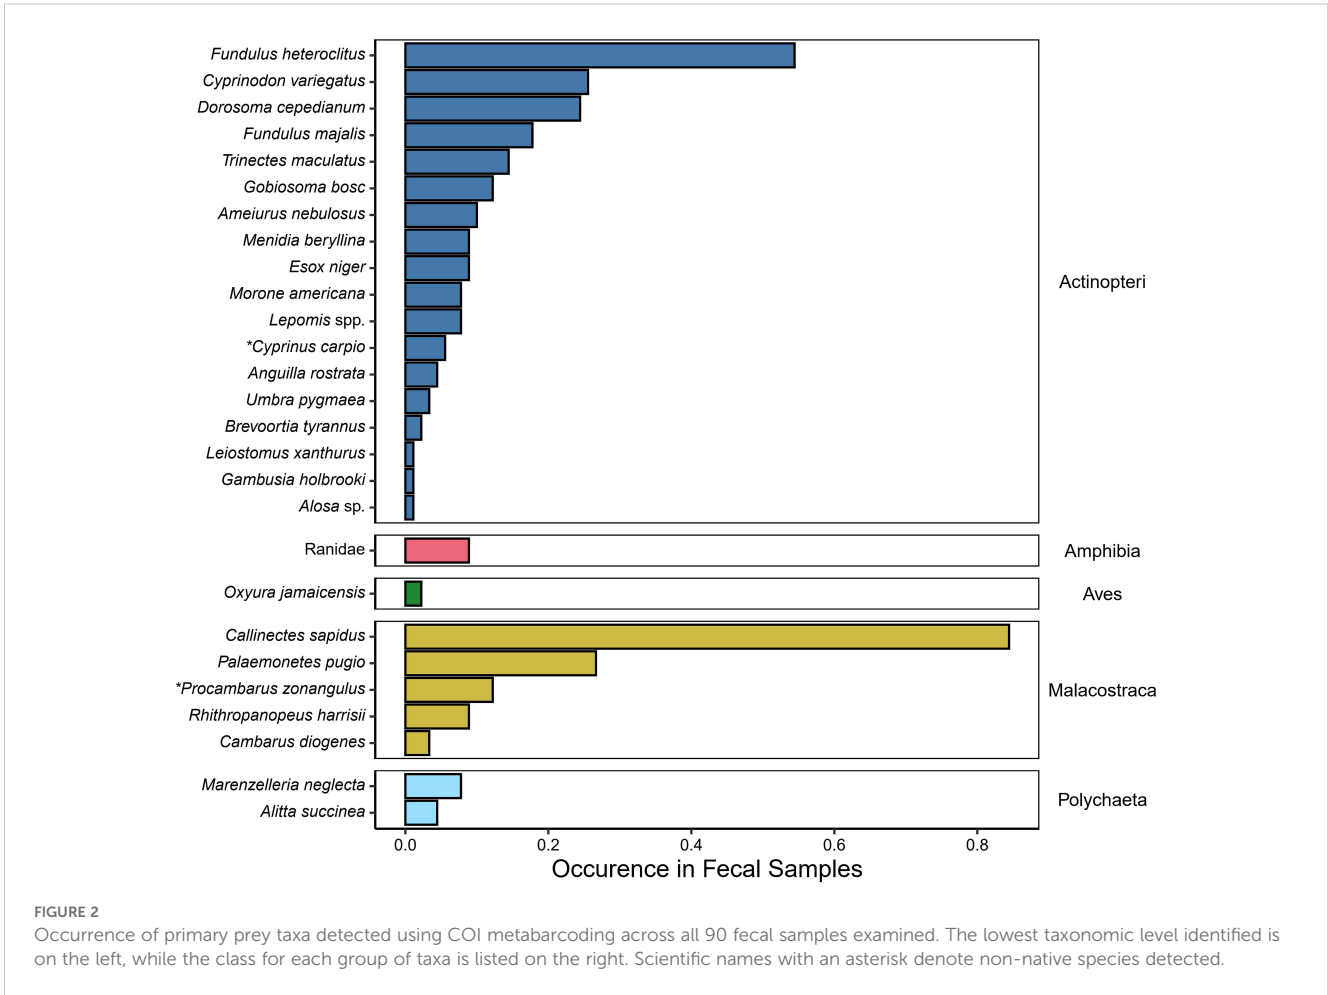 Fundulus heteroclitus
Cyprinodon variegatus
Dorosoma cepedianum
Fundulus majalis
Trinectes maculatus
Gobiosoma bosc
Ameiurus nebulosus
Menidia beryllina
Esox niger
Morone americana
Lepomis spp.
*Cyprinus carpio
Anguilla rostrata
Umbra pygmaea
Brevoortia tyrannus
Leiostomus xanthurus
Gambusia holbrooki
Alosa sp.
Actinopteri
Ranidae
Amphibia
Oxyura jamaicensis
Aves
Callinectes sapidus
Palaemonetes pugio
*Procambarus zonangulus
Rhithropanopeus harrisii
Cambarus diogenes
Malacostraca
Marenzelleria neglecta
Alitta succinea
Polychaeta
0.0 0.2 0.4 0.6 0.8
Occurence in Fecal Samples
FIGURE 2
Occurrence of primary prey taxa detected using COI metabarcoding across all 90 fecal samples examined. The lowest taxonomic level identified is
on the left, while the class for each group of taxa is listed on the right. Scientific names with an asterisk denote non-native species detected.